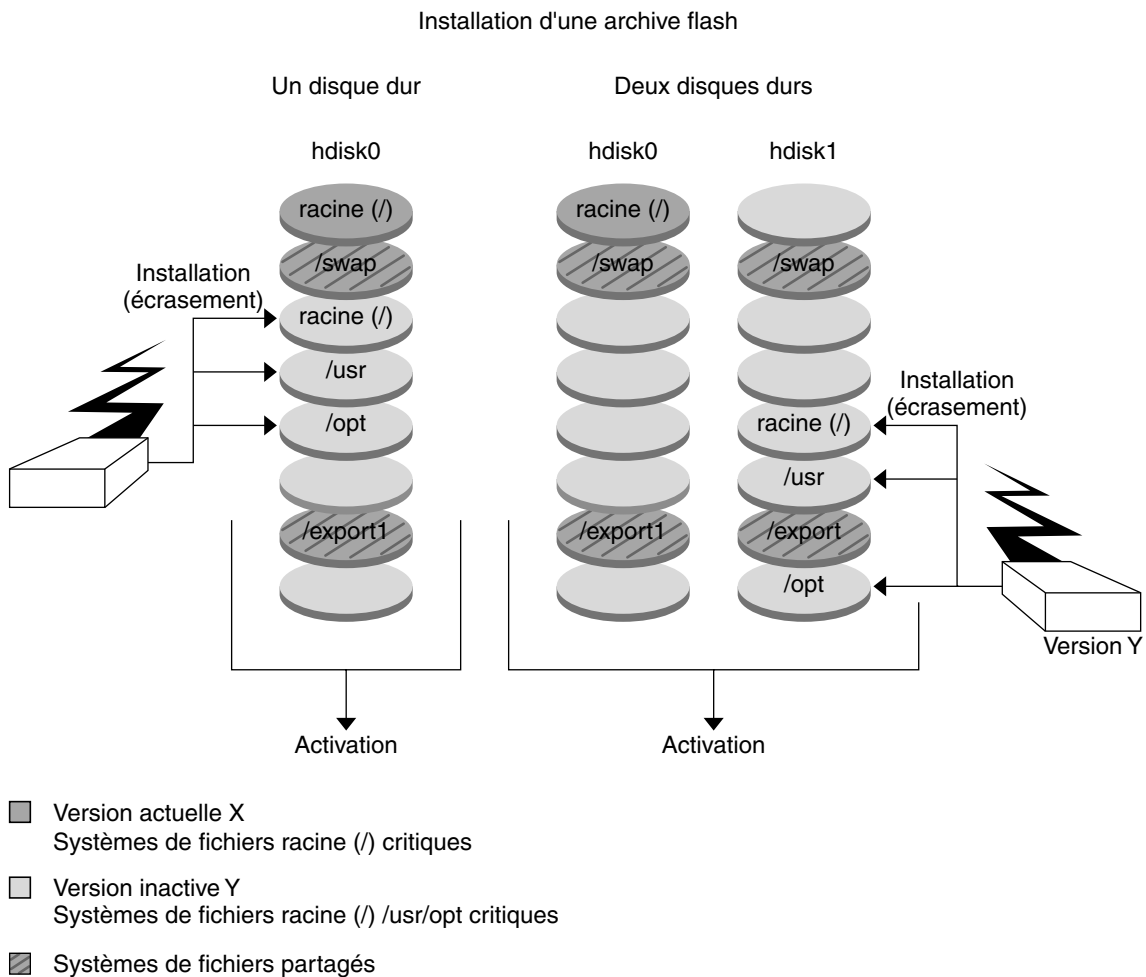 Installation d'une archive flash
Un disque dur
Deux disques durs
hdisk0
hdisk0
hdisk1
racine (/)
racine (/)
/swap
/swap
/swap
Installation
(écrasement)
racine (/)
/usr
/opt
Installation
(écrasement)
racine (/)
/usr
/export1
/export1
/export
/opt
Version Y
Activation
Activation
Version actuelle X
Systèmes de fichiers racine (/) critiques
Version inactive Y
Systèmes de fichiers racine (/) /usr/opt critiques
Systèmes de fichiers partagés